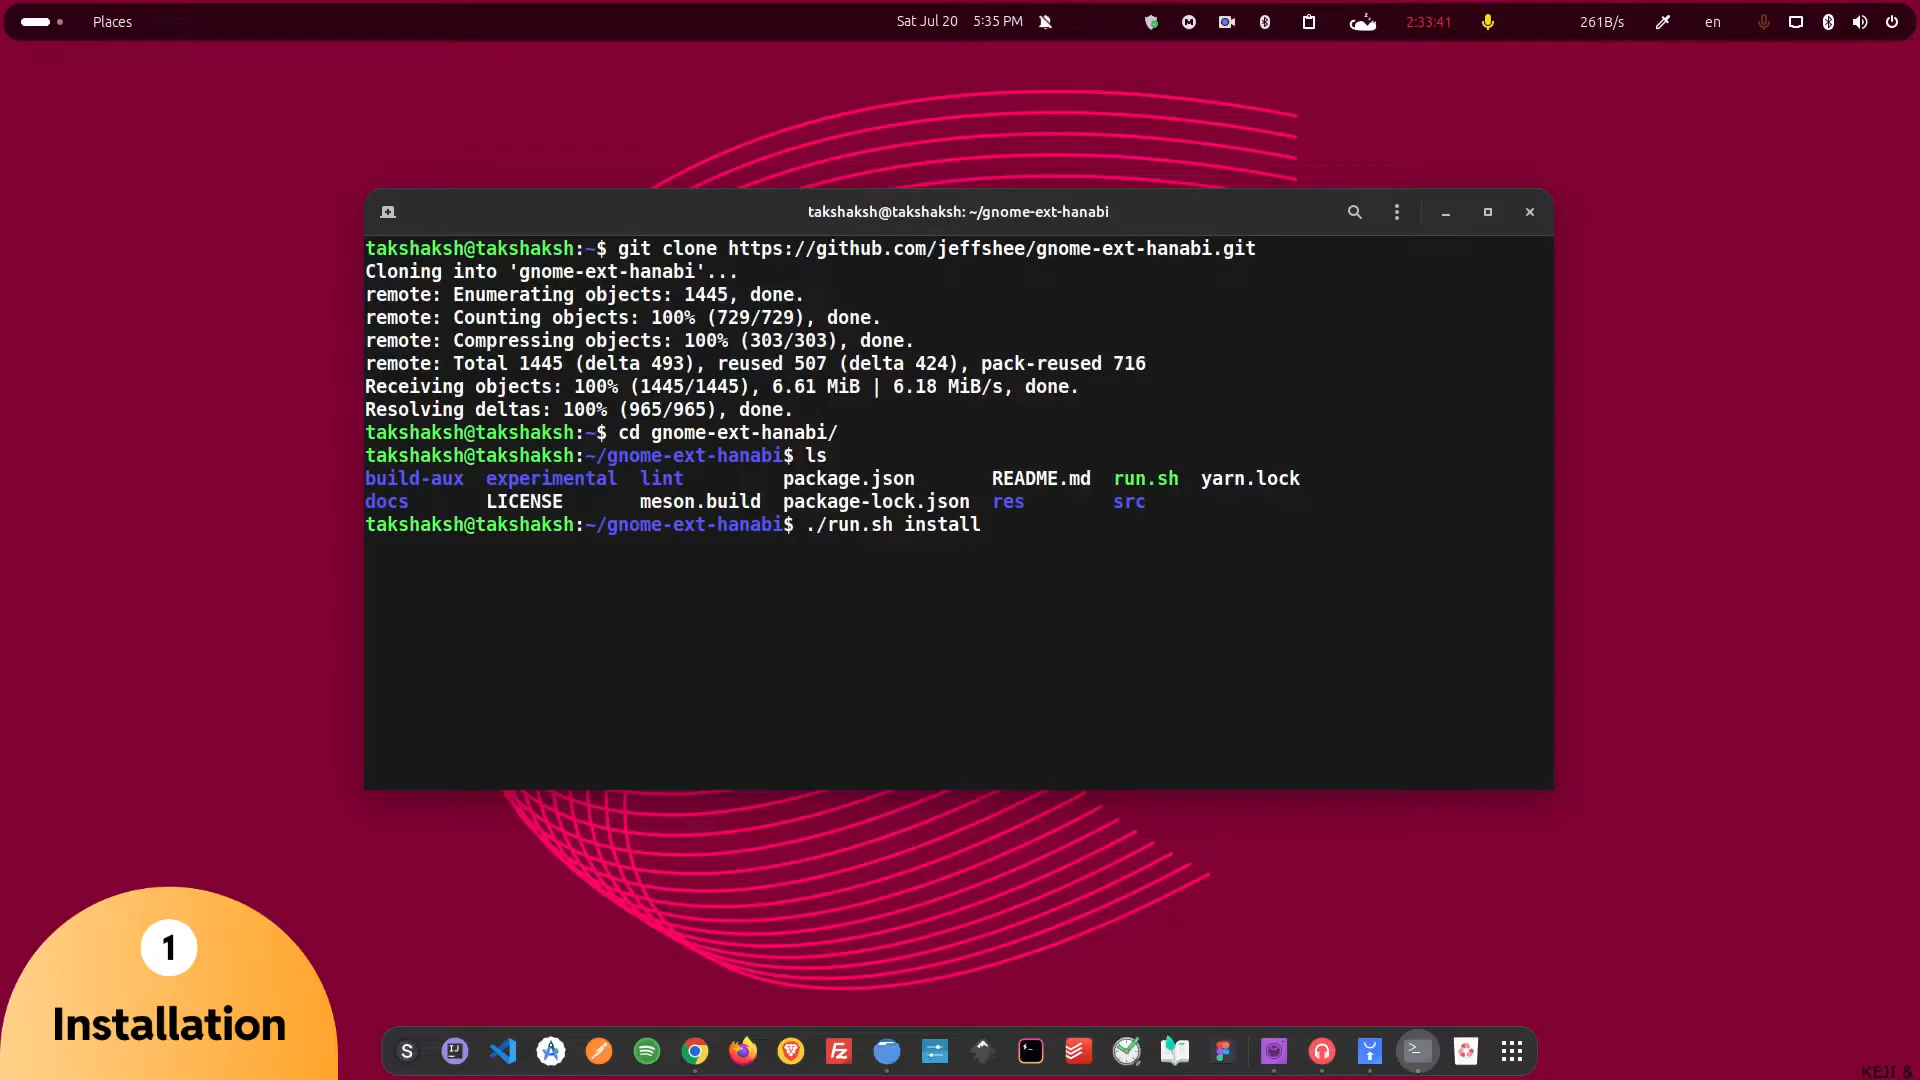 Places
Sat Jul 20 5:35 PM
2:33:41
261B/s
en
takshaksh@takshaksh: ~/gnome-ext-hanabi
takshaksh@takshaksh:~$ git clone https://github.com/jeffshee/gnome-ext-hanabi.git
Cloning into 'gnome-ext-hanabi'...
remote: Enumerating objects: 1445, done.
remote: Counting objects: 100% (729/729), done.
remote: Compressing objects: 100% (303/303), done.
remote: Total 1445 (delta 493), reused 507 (delta 424), pack-reused 716
Receiving objects: 100% (1445/1445), 6.61 MiB | 6.18 MiB/s, done.
Resolving deltas: 100% (965/965), done.
takshaksh@takshaksh:~$ cd gnome-ext-hanabi/
takshaksh@takshaksh:~/gnome-ext-hanabi$ ls
build-aux experimental lint package.json README.md run.sh yarn.lock
docs LICENSE meson.build package-lock.json res src
takshaksh@takshaksh:~/gnome-ext-hanabi$ ./run.sh install
1
Installation
S
IJ
Fz